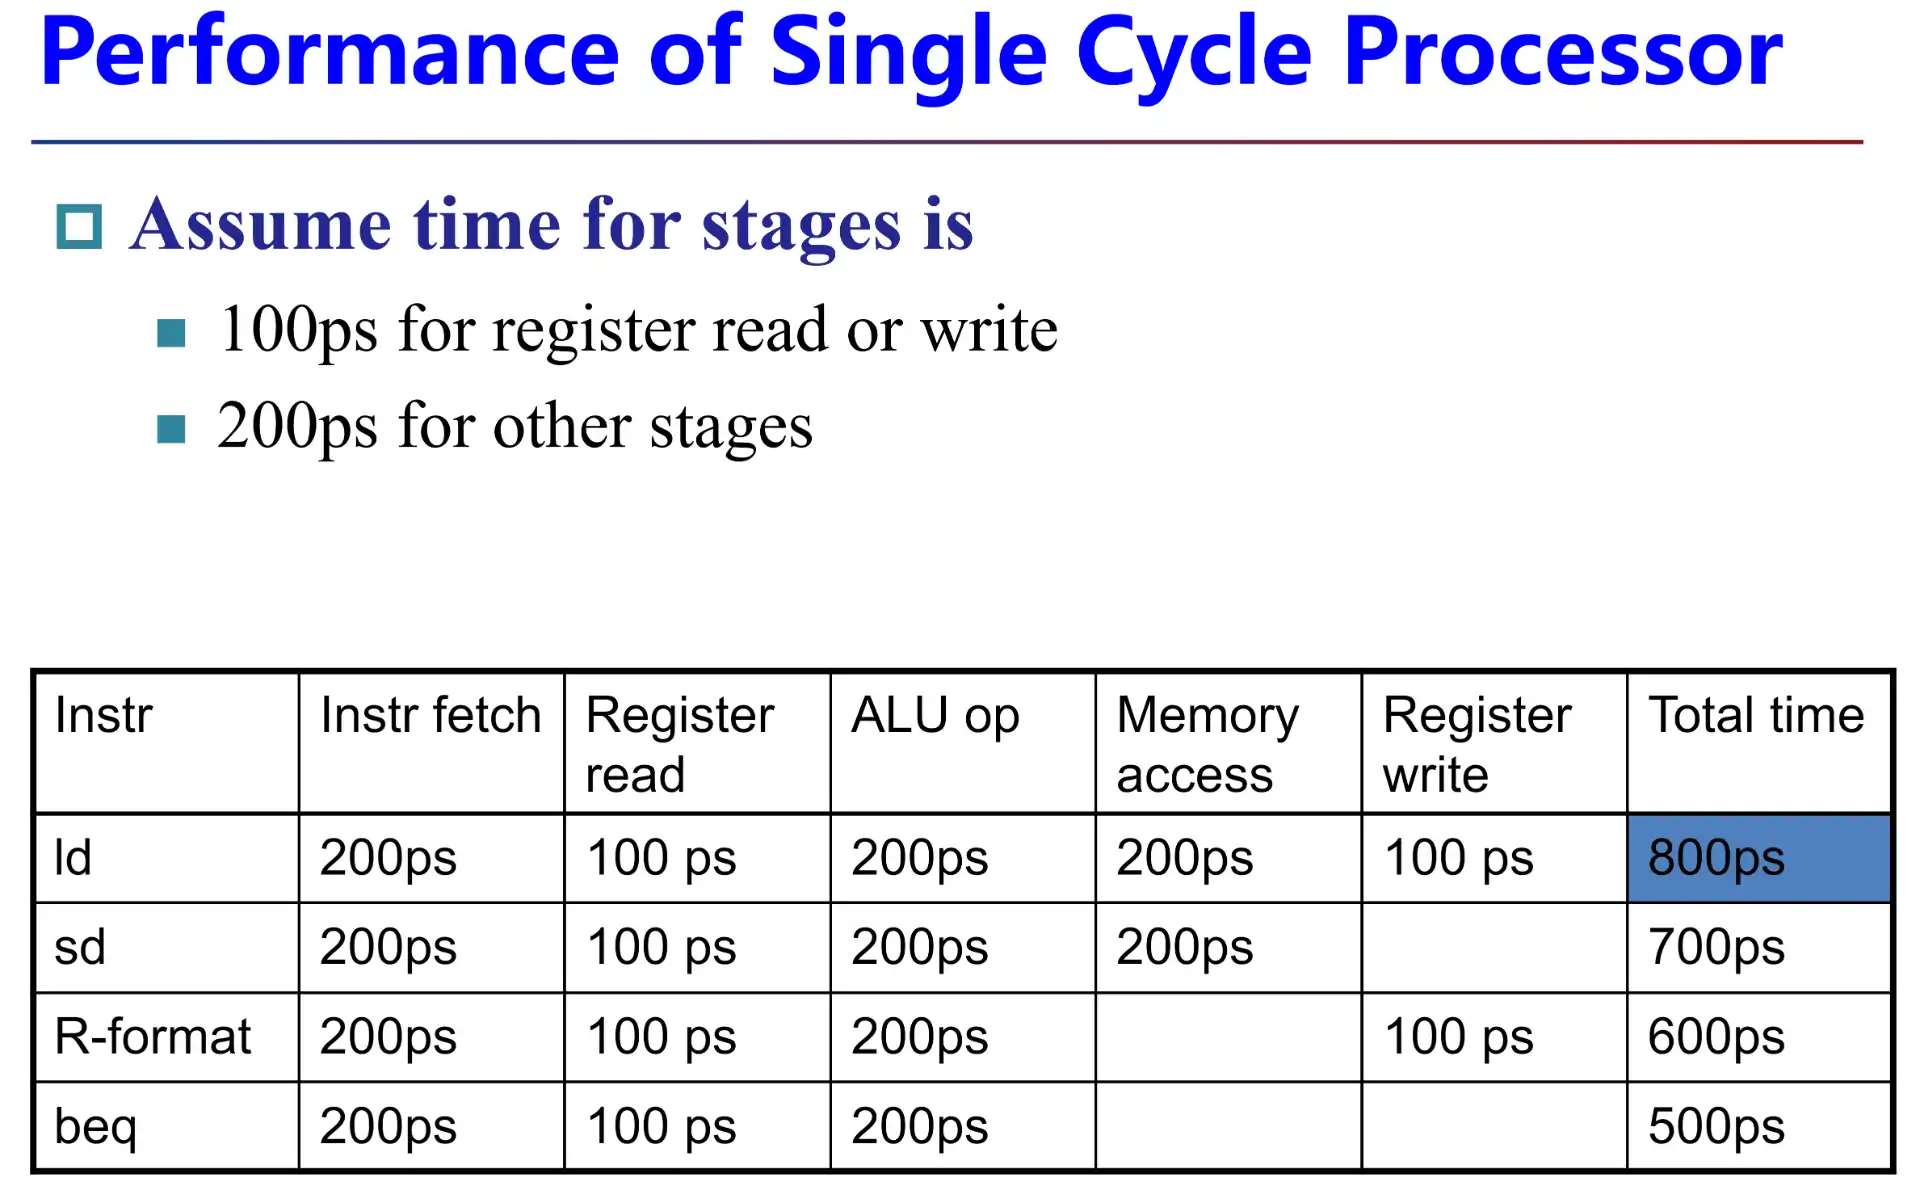 Performance of Single Cycle Processor
Assume time for stages is
100ps for register read or write
200ps for other stages
Instr Instr fetch Register read ALU op Memory access Register write Total time
ld 200ps 100 ps 200ps 200ps 100 ps 800ps
sd 200ps 100 ps 200ps 200ps 700ps
R-format 200ps 100 ps 200ps 100 ps 600ps
beq 200ps 100 ps 200ps 500ps